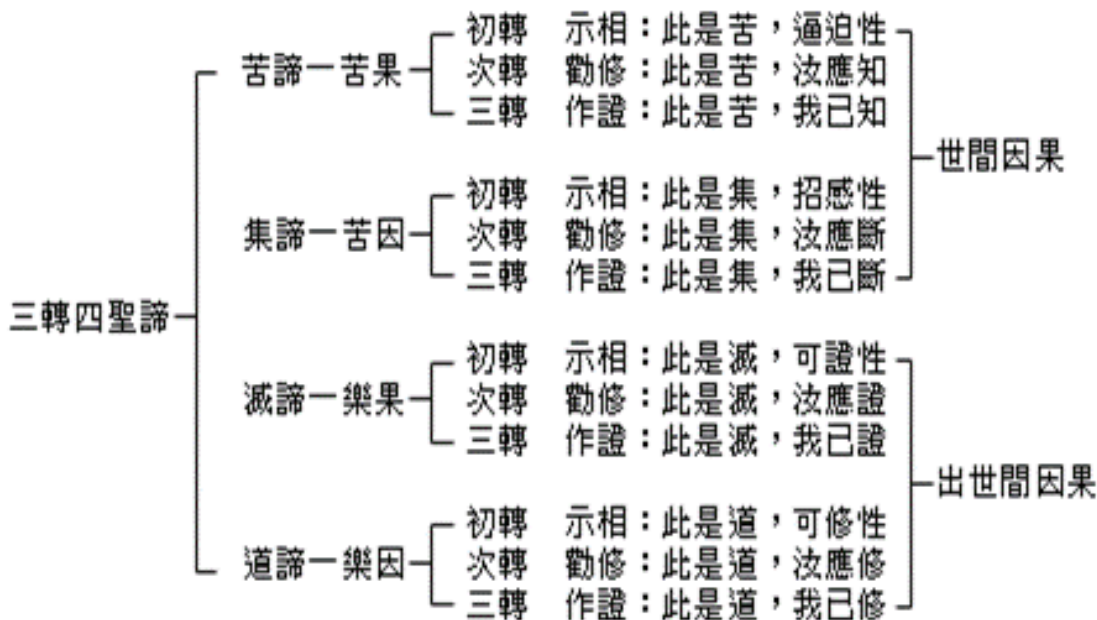 三轉四聖諦
苦諦－苦果
初轉 示相：此是苦，逼迫性
次轉 勸修：此是苦，汝應知
三轉 作證：此是苦，我已知
集諦－苦因
初轉 示相：此是集，招感性
次轉 勸修：此是集，汝應斷
三轉 作證：此是集，我已斷
世間因果
滅諦－樂果
初轉 示相：此是滅，可證性
次轉 勸修：此是滅，汝應證
三轉 作證：此是滅，我已證
道諦－樂因
初轉 示相：此是道，可修性
次轉 勸修：此是道，汝應修
三轉 作證：此是道，我已修
出世間因果